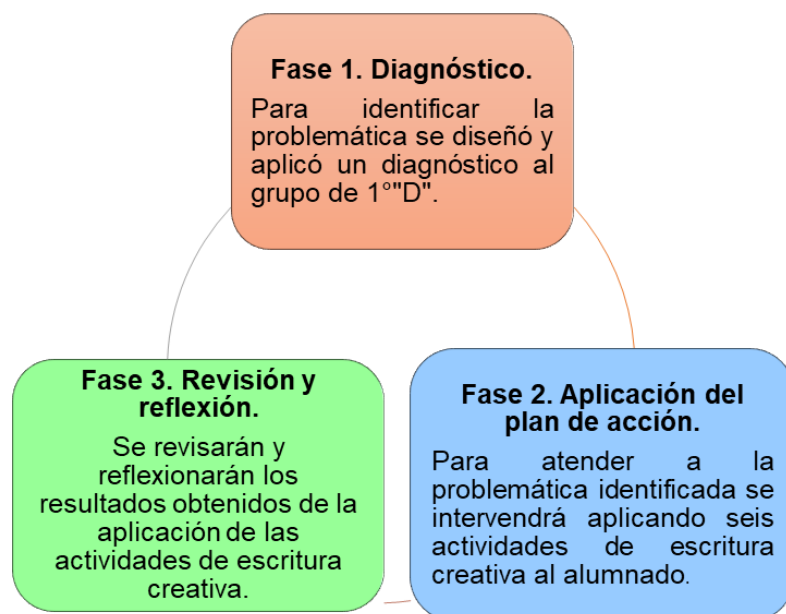 Fase 1. Diagnóstico.
Para identificar la
problemática se diseñó y
aplicó un diagnóstico al
grupo de 1°"D".
Fase 2. Aplicación del
plan de acción.
Para atender a la
problemática identificada se
intervendrá aplicando seis
actividades de escritura
creativa al alumnado.
Fase 3. Revisión y
reflexión.
Se revisarán y
reflexionarán los
resultados obtenidos de la
aplicación de las
actividades de escritura
creativa.